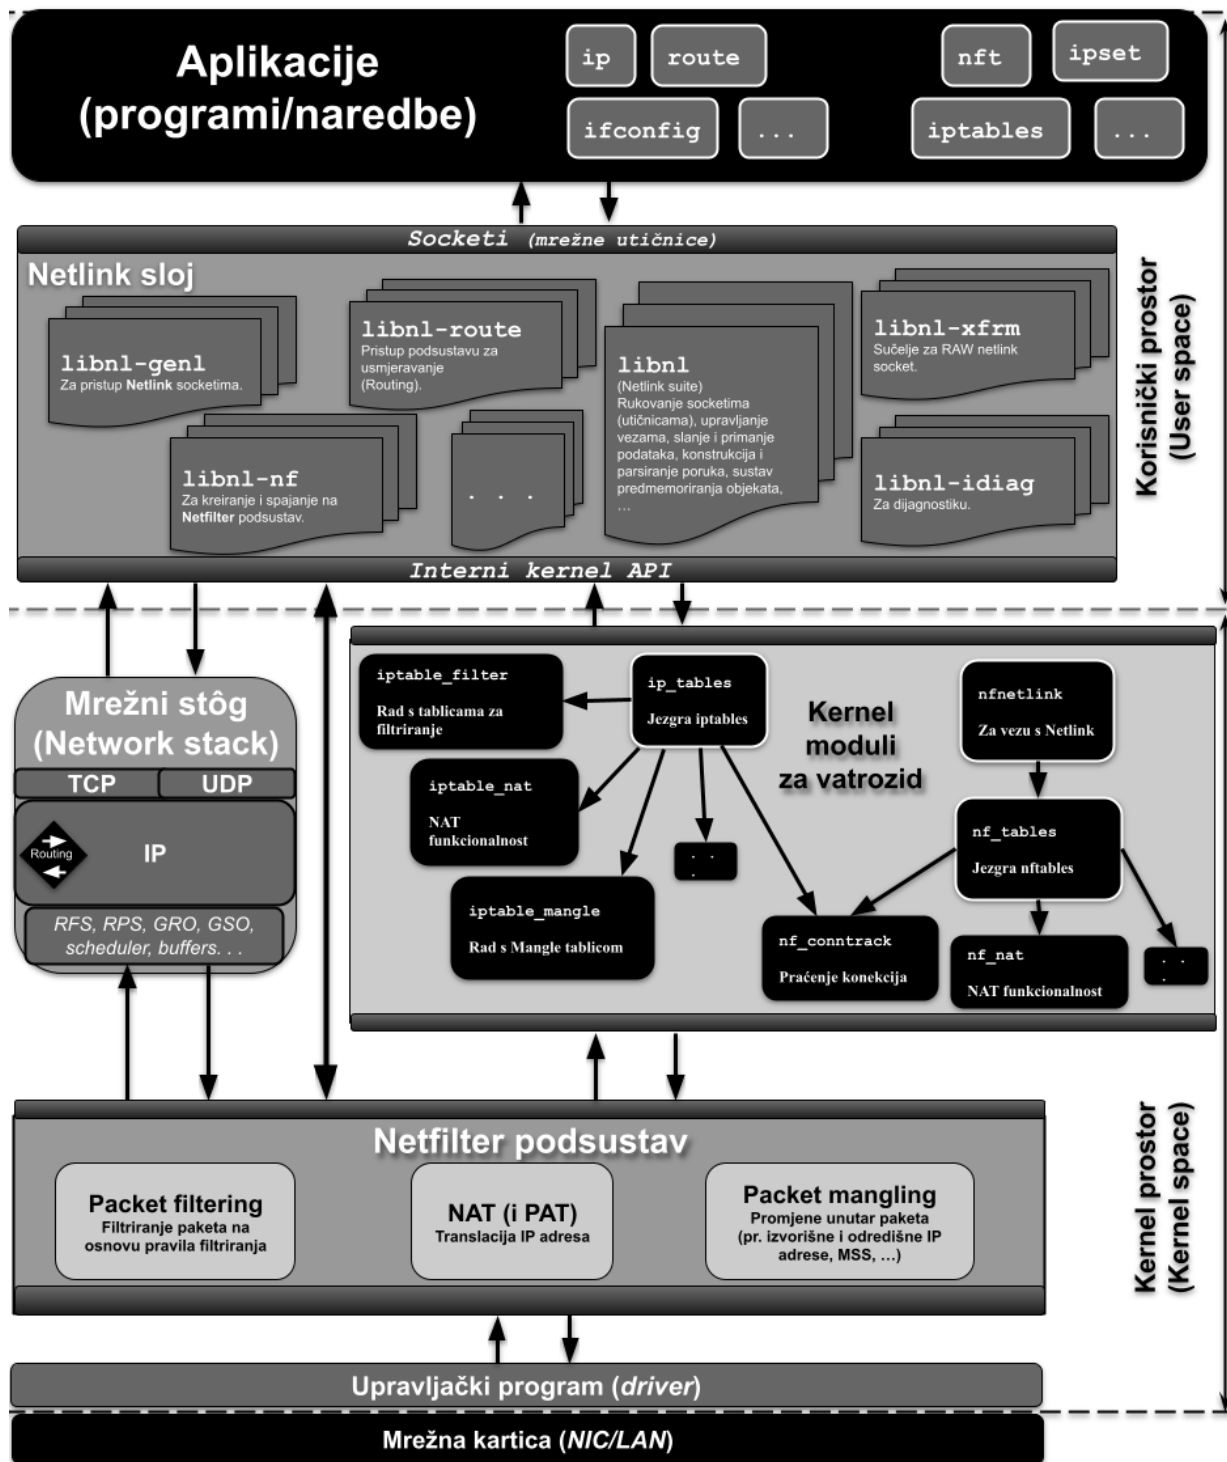 Aplikacije
(programi/naredbe)
ip
route
nft
ipset
ifconfig
...
iptables
...
Socketi (mrežne utičnice)
Netlink sloj
libnl-genl
Za pristup Netlink socketima.
libnl-route
Pristup podsustavu za
usmjeravanje
(Routing).
libnl
(Netlink suite)
Rukovanje socketima
(utičnicama), upravljanje
vezama, slanje i primanje
podataka, konstrukcija i
parsiranje poruka, sustav
predmemoriranja objekata,
...
libnl-xfrm
Sučelje za RAW netlink
socket.
libnl-nf
Za kreiranje i spajanje na
Netfilter podsustav.
. . .
libnl-idiag
Za dijagnostiku.
Interni kernel API
Korisnički prostor
(User space)
Mrežni stôg
(Network stack)
TCP
UDP
Routing
IP
RFS, RPS, GRO, GSO,
scheduler, buffers. . .
iptable_filter
Rad s tablicama za
filtriranje
ip_tables
Jezgra iptables
Kernel
moduli
za vatrozid
nfnetlink
Za vezu s Netlink
iptable_nat
NAT
funkcionalnost
. .
.
nf_tables
Jezgra nftables
iptable_mangle
Rad s Mangle tablicom
nf_conntrack
Praćenje konekcija
nf_nat
NAT funkcionalnost
. .
.
Netfilter podsustav
Packet filtering
Filtriranje paketa na
osnovu pravila filtriranja
NAT (i PAT)
Translacija IP adresa
Packet mangling
Promjene unutar paketa
(pr. izvorišne i odredišne IP
adrese, MSS, ...)
Kernel prostor
(Kernel space)
Upravljački program (driver)
Mrežna kartica (NIC/LAN)